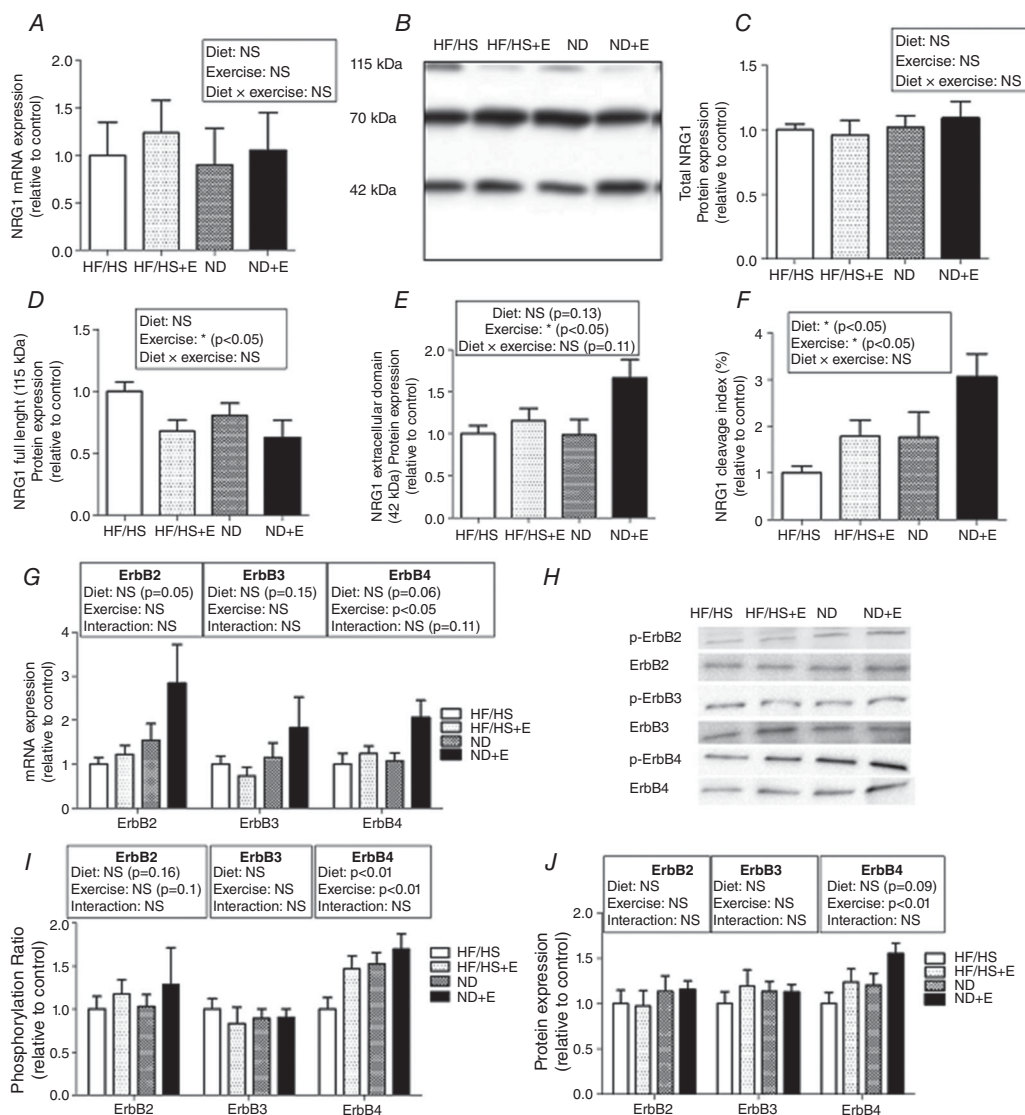 A
NRG1 mRNA expression
(relative to control)
2.0
1.5
1.0
0.5
0.0
Diet: NS
Exercise: NS
Diet × exercise: NS
HF/HS HF/HS+E ND ND+E
B
HF/HS HF/HS+E ND ND+E
115 kDa
70 kDa
42 kDa
C
Total NRG1
Protein expression
(relative to control)
1.5
1.0
0.5
0.0
Diet: NS
Exercise: NS
Diet × exercise: NS
HF/HS HF/HS+E ND ND+E
D
NRG1 full lenght (115 kDa)
Protein expression
(relative to control)
1.5
1.0
0.5
0.0
Diet: NS
Exercise: * (p<0.05)
Diet × exercise: NS
HF/HS HF/HS+E ND ND+E
E
NRG1 extracellular domain
(42 kDa) Protein expression
(relative to control)
2.0
1.5
1.0
0.5
0.0
Diet: NS (p=0.13)
Exercise: * (p<0.05)
Diet × exercise: NS (p=0.11)
HF/HS HF/HS+E ND ND+E
F
NRG1 cleavage index (%)
(relative to control)
4
3
2
1
0
Diet: * (p<0.05)
Exercise: * (p<0.05)
Diet × exercise: NS
HF/HS HF/HS+E ND ND+E
G
ErbB2
Diet: NS (p=0.05)
Exercise: NS
Interaction: NS
ErbB3
Diet: NS (p=0.15)
Exercise: NS
Interaction: NS
ErbB4
Diet: NS (p=0.06)
Exercise: p<0.05
Interaction: NS (p=0.11)
mRNA expression
(relative to control)
4
3
2
1
0
HF/HS
HF/HS+E
ND
ND+E
ErbB2 ErbB3 ErbB4
H
HF/HS HF/HS+E ND ND+E
p-ErbB2
ErbB2
p-ErbB3
ErbB3
p-ErbB4
ErbB4
I
ErbB2
Diet: NS (p=0.16)
Exercise: NS (p=0.1)
Interaction: NS
ErbB3
Diet: NS
Exercise: NS
Interaction: NS
ErbB4
Diet: p<0.01
Exercise: p<0.01
Interaction: NS
Phosphorylation Ratio
(relative to control)
2.0
1.5
1.0
0.5
0.0
HF/HS
HF/HS+E
ND
ND+E
ErbB2 ErbB3 ErbB4
J
ErbB2
Diet: NS
Exercise: NS
Interaction: NS
ErbB3
Diet: NS
Exercise: NS
Interaction: NS
ErbB4
Diet: NS (p=0.09)
Exercise: p<0.01
Interaction: NS
Protein expression
(relative to control)
2.0
1.5
1.0
0.5
0.0
HF/HS
HF/HS+E
ND
ND+E
ErbB2 ErbB3 ErbB4